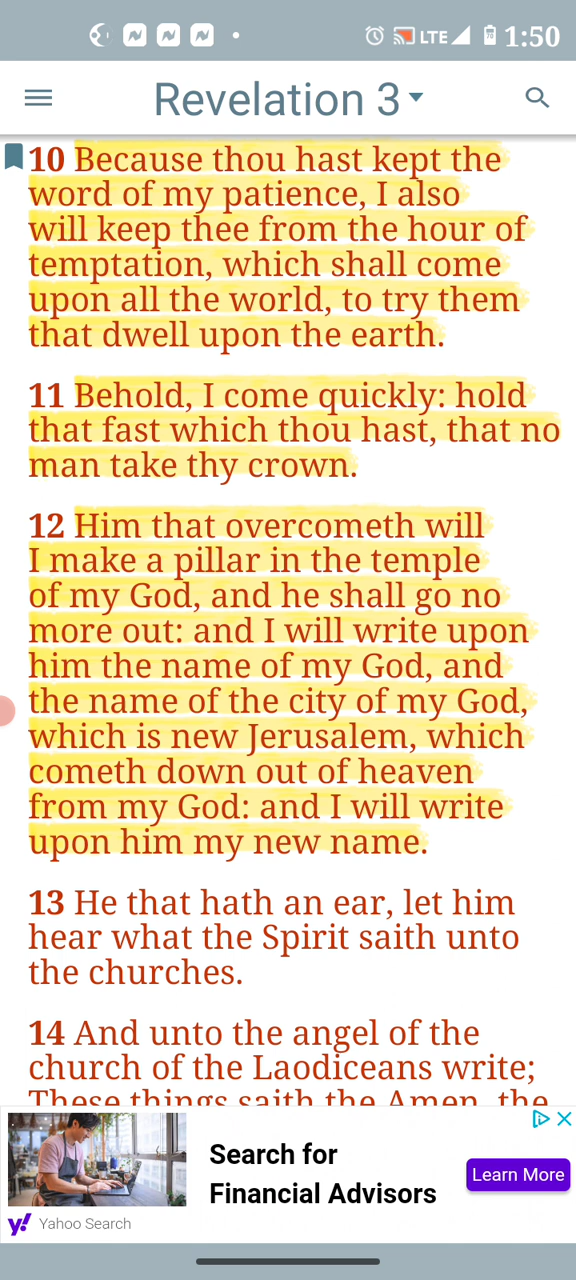 LTE 1:50
Revelation 3
10 Because thou hast kept the
word of my patience, I also
will keep thee from the hour of
temptation, which shall come
upon all the world, to try them
that dwell upon the earth.
11 Behold, I come quickly: hold
that fast which thou hast, that no
man take thy crown.
12 Him that overcometh will
I make a pillar in the temple
of my God, and he shall go no
more out: and I will write upon
him the name of my God, and
the name of the city of my God,
which is new Jerusalem, which
cometh down out of heaven
from my God: and I will write
upon him my new name.
13 He that hath an ear, let him
hear what the Spirit saith unto
the churches.
14 And unto the angel of the
church of the Laodiceans write;
These things saith the Amen, the
Search for
Financial Advisors
Learn More
y! Yahoo Search